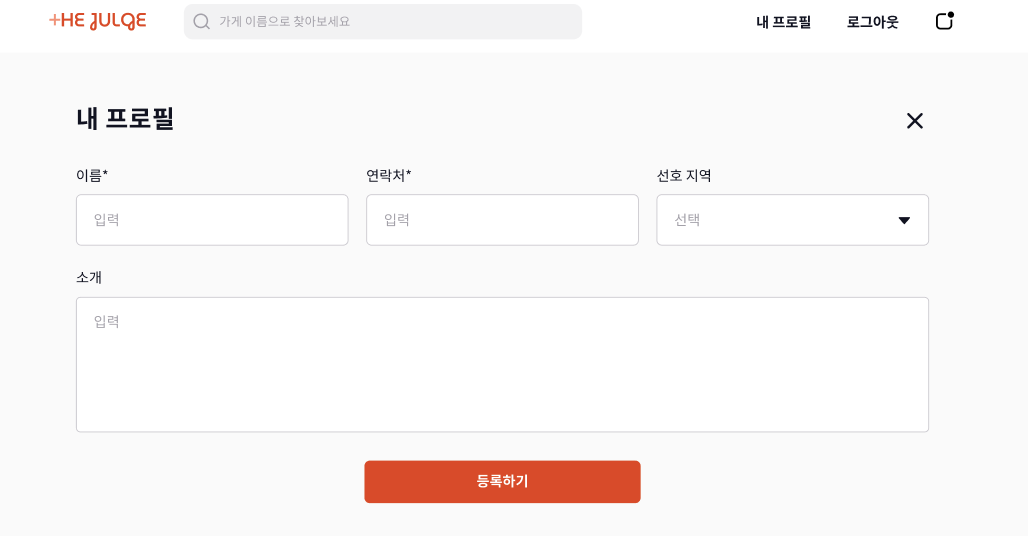 THE JULGE
가게 이름으로 찾아보세요
내 프로필
로그아웃
내 프로필
이름*
연락처*
선호 지역
입력
입력
선택
소개
입력
등록하기